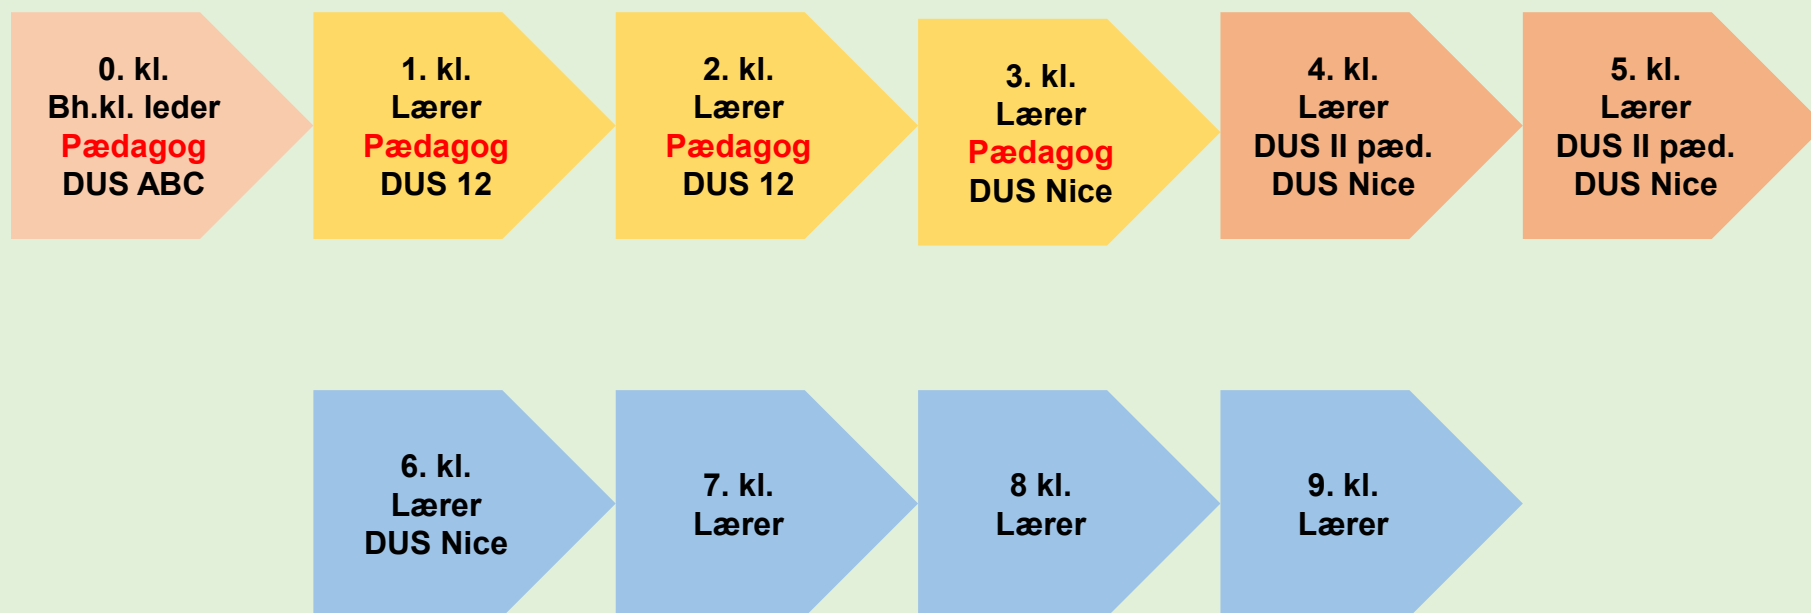 0. kl.
Bh.kl. leder
Pædagog
DUS ABC
1. kl.
Lærer
Pædagog
DUS 12
2. kl.
Lærer
Pædagog
DUS 12
3. kl.
Lærer
Pædagog
DUS Nice
4. kl.
Lærer
DUS II pæd.
DUS Nice
5. kl.
Lærer
DUS II pæd.
DUS Nice
6. kl.
Lærer
DUS Nice
7. kl.
Lærer
8 kl.
Lærer
9. kl.
Lærer